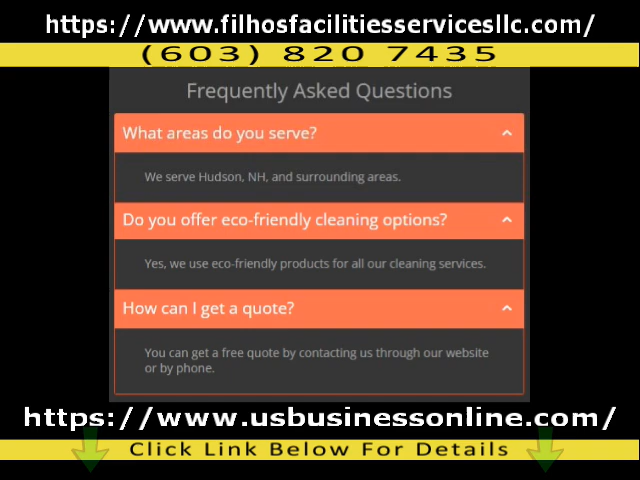 https://www.filhosfacilitiesservicesllc.com/
(603) 820 7435
Frequently Asked Questions
What areas do you serve?
We serve Hudson, NH, and surrounding areas.
Do you offer eco-friendly cleaning options?
Yes, we use eco-friendly products for all our cleaning services.
How can I get a quote?
You can get a free quote by contacting us through our website
or by phone.
https://www.usbusinessonline.com/
Click Link Below For Details